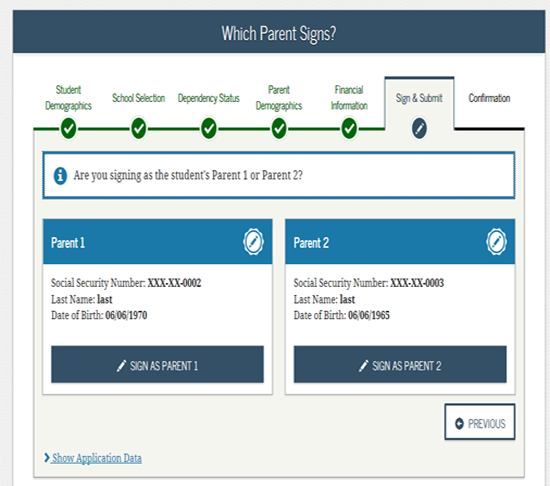 Which Parent Signs?
Student
Demographics
School Selection
Dependency Status
Parent
Demographics
Financial
Information
Sign & Submit
Confirmation
Are you signing as the student's Parent 1 or Parent 2?
Parent 1
Social Security Number: XXX-XX-0002
Last Name: last
Date of Birth: 06/06/1970
SIGN AS PARENT 1
Parent 2
Social Security Number: XXX-XX-0003
Last Name: last
Date of Birth: 06/06/1965
SIGN AS PARENT 2
PREVIOUS
Show Application Data